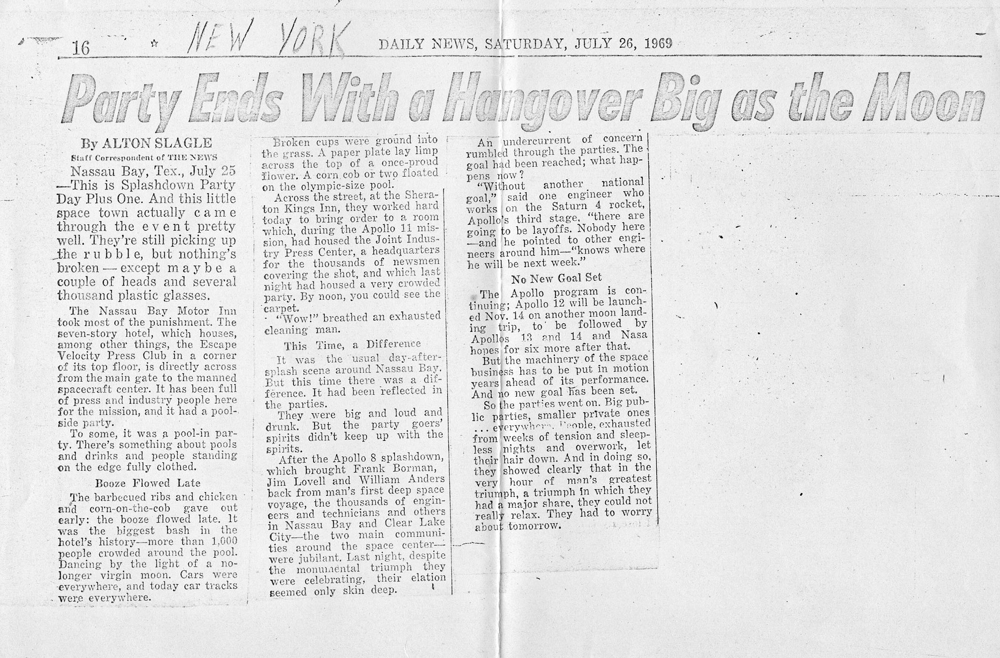 16 ☆ NEW YORK DAILY NEWS, SATURDAY, JULY 26, 1969
Party Ends With a Hangover Big as the Moon
By ALTON SLAGLE
Staff Correspondent of THE NEWS
Nassau Bay, Tex., July 25
—This is Splashdown Party
Day Plus One. And this little
space town actually came
through the event pretty
well. They're still picking up
the rubble, but nothing's
broken — except maybe a
couple of heads and several
thousand plastic glasses.
The Nassau Bay Motor Inn
took most of the punishment. The
seven-story hotel, which houses,
among other things, the Escape
Velocity Press Club in a corner
of its top floor, is directly across
from the main gate to the manned
spacecraft center. It has been full
of press and industry people here
for the mission, and it had a pool-
side party.
To some, it was a pool-in par-
ty. There's something about pools
and drinks and people standing
on the edge fully clothed.
Booze Flowed Late
The barbecued ribs and chicken
and corn-on-the-cob gave out
early: the booze flowed late. It
was the biggest bash in the
hotel's history—more than 1,000
people crowded around the pool.
Dancing by the light of a no-
longer virgin moon. Cars were
everywhere, and today car tracks
were everywhere.
Broken cups were ground into
the grass. A paper plate lay limp
across the top of a once-proud
flower. A corn cob or two floated
on the olympic-size pool.
Across the street, at the Shera-
ton Kings Inn, they worked hard
today to bring order to a room
which, during the Apollo 11 mis-
sion, had housed the Joint Indus-
try Press Center, a headquarters
for the thousands of newsmen
covering the shot, and which last
night had housed a very crowded
party. By noon, you could see the
carpet.
"Wow!" breathed an exhausted
cleaning man.
This Time, a Difference
It was the usual day-after-
splash scene around Nassau Bay.
But this time there was a dif-
ference. It had been reflected in
the parties.
They were big and loud and
drunk. But the party goers'
spirits didn't keep up with the
spirits.
After the Apollo 8 splashdown,
which brought Frank Borman,
Jim Lovell and William Anders
back from man's first deep space
voyage, the thousands of engin-
eers and technicians and others
in Nassau Bay and Clear Lake
City—the two main communi-
ties around the space center—
were jubilant. Last night, despite
the monumental triumph they
were celebrating, their elation
seemed only skin deep.
An undercurrent of concern
rumbled through the parties. The
goal had been reached; what hap-
pens now?
"Without another national
goal," said one engineer who
works on the Saturn 4 rocket,
Apollo's third stage, "there are
going to be layoffs. Nobody here
—and he pointed to other engi-
neers around him—"knows where
he will be next week."
No New Goal Set
The Apollo program is con-
tinuing; Apollo 12 will be launch-
ed Nov. 14 on another moon land-
ing trip, to be followed by
Apollos 13 and 14 and Nasa
hopes for six more after that.
But the machinery of the space
business has to be put in motion
years ahead of its performance.
And no new goal has been set.
So the parties went on. Big pub-
lic parties, smaller private ones
... everywhere. People, exhausted
from weeks of tension and sleep-
less nights and overwork, let
their hair down. And in doing so,
they showed clearly that in the
very hour of man's greatest
triumph, a triumph in which they
had a major share, they could not
really relax. They had to worry
about tomorrow.